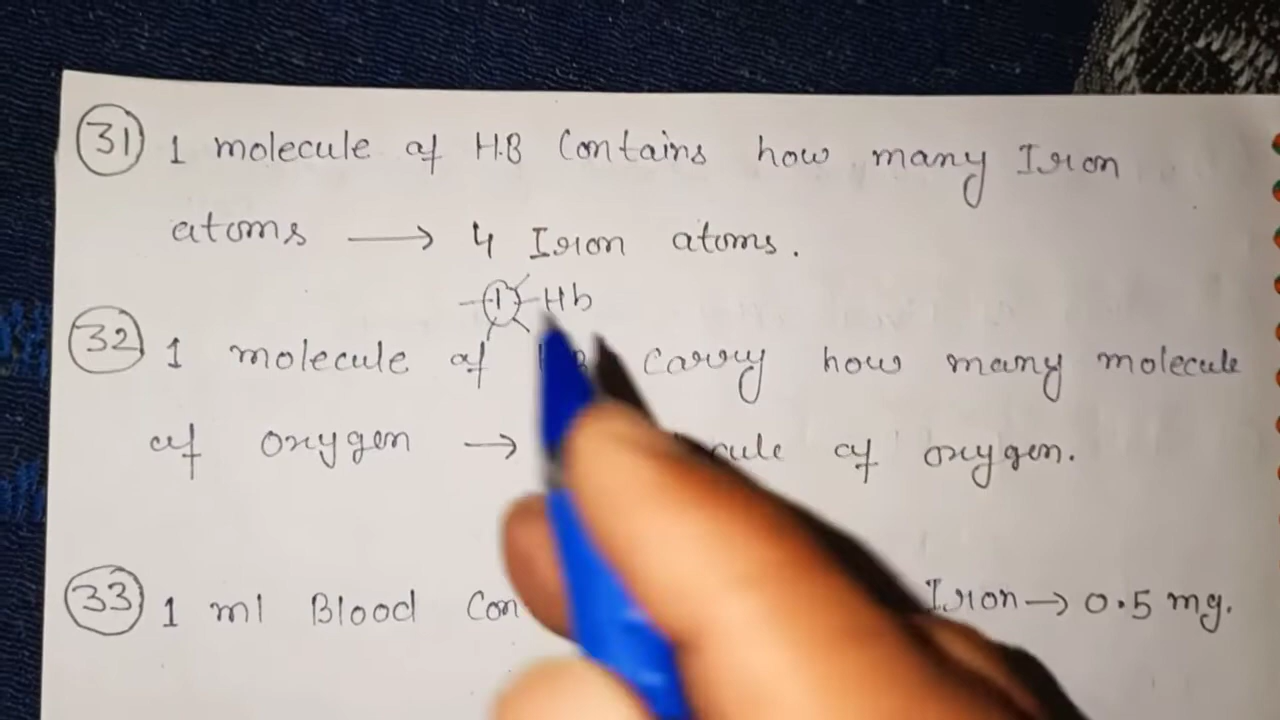 31 1 molecule of H.B Contains how many Iron
atoms → 4 Iron atoms.
1 Hb
32 1 molecule of carry how many molecule
of oxygen → of oxygen.
33 1 ml Blood Con Iron → 0.5 mg.